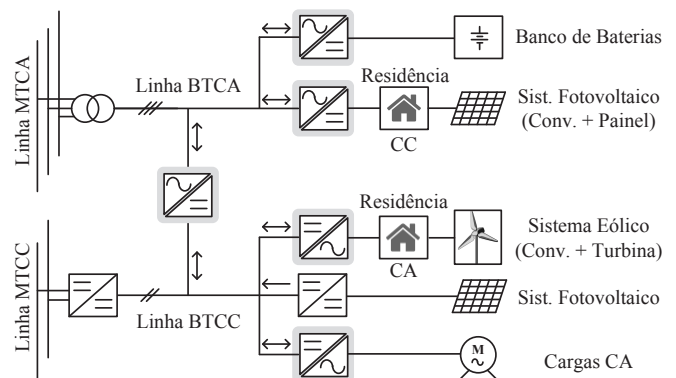 Banco de Baterias
Linha MTCA
Linha BTCA
Residência
CC
Sist. Fotovoltaico
(Conv. + Painel)
Residência
CA
Sistema Eólico
(Conv. + Turbina)
Linha MTCC
Linha BTCC
Sist. Fotovoltaico
M
Cargas CA